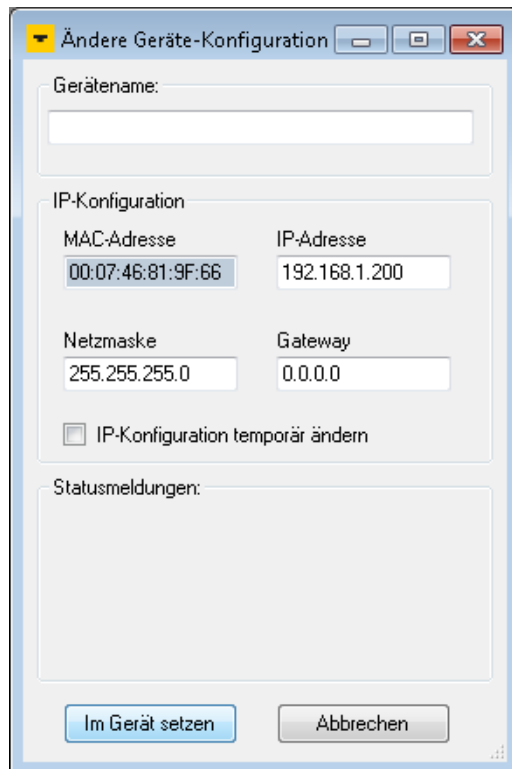 Ändere Geräte-Konfiguration
Gerätename:
IP-Konfiguration
MAC-Adresse IP-Adresse
00:07:46:81:9F:66 192.168.1.200
Netzmaske Gateway
255.255.255.0 0.0.0.0
IP-Konfiguration temporär ändern
Statusmeldungen:
Im Gerät setzen Abbrechen